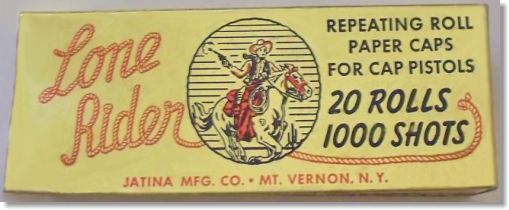 Lone
Rider
REPEATING ROLL
PAPER CAPS
FOR CAP PISTOLS
20 ROLLS
1000 SHOTS
JATINA MFG. CO. • MT. VERNON, N.Y.